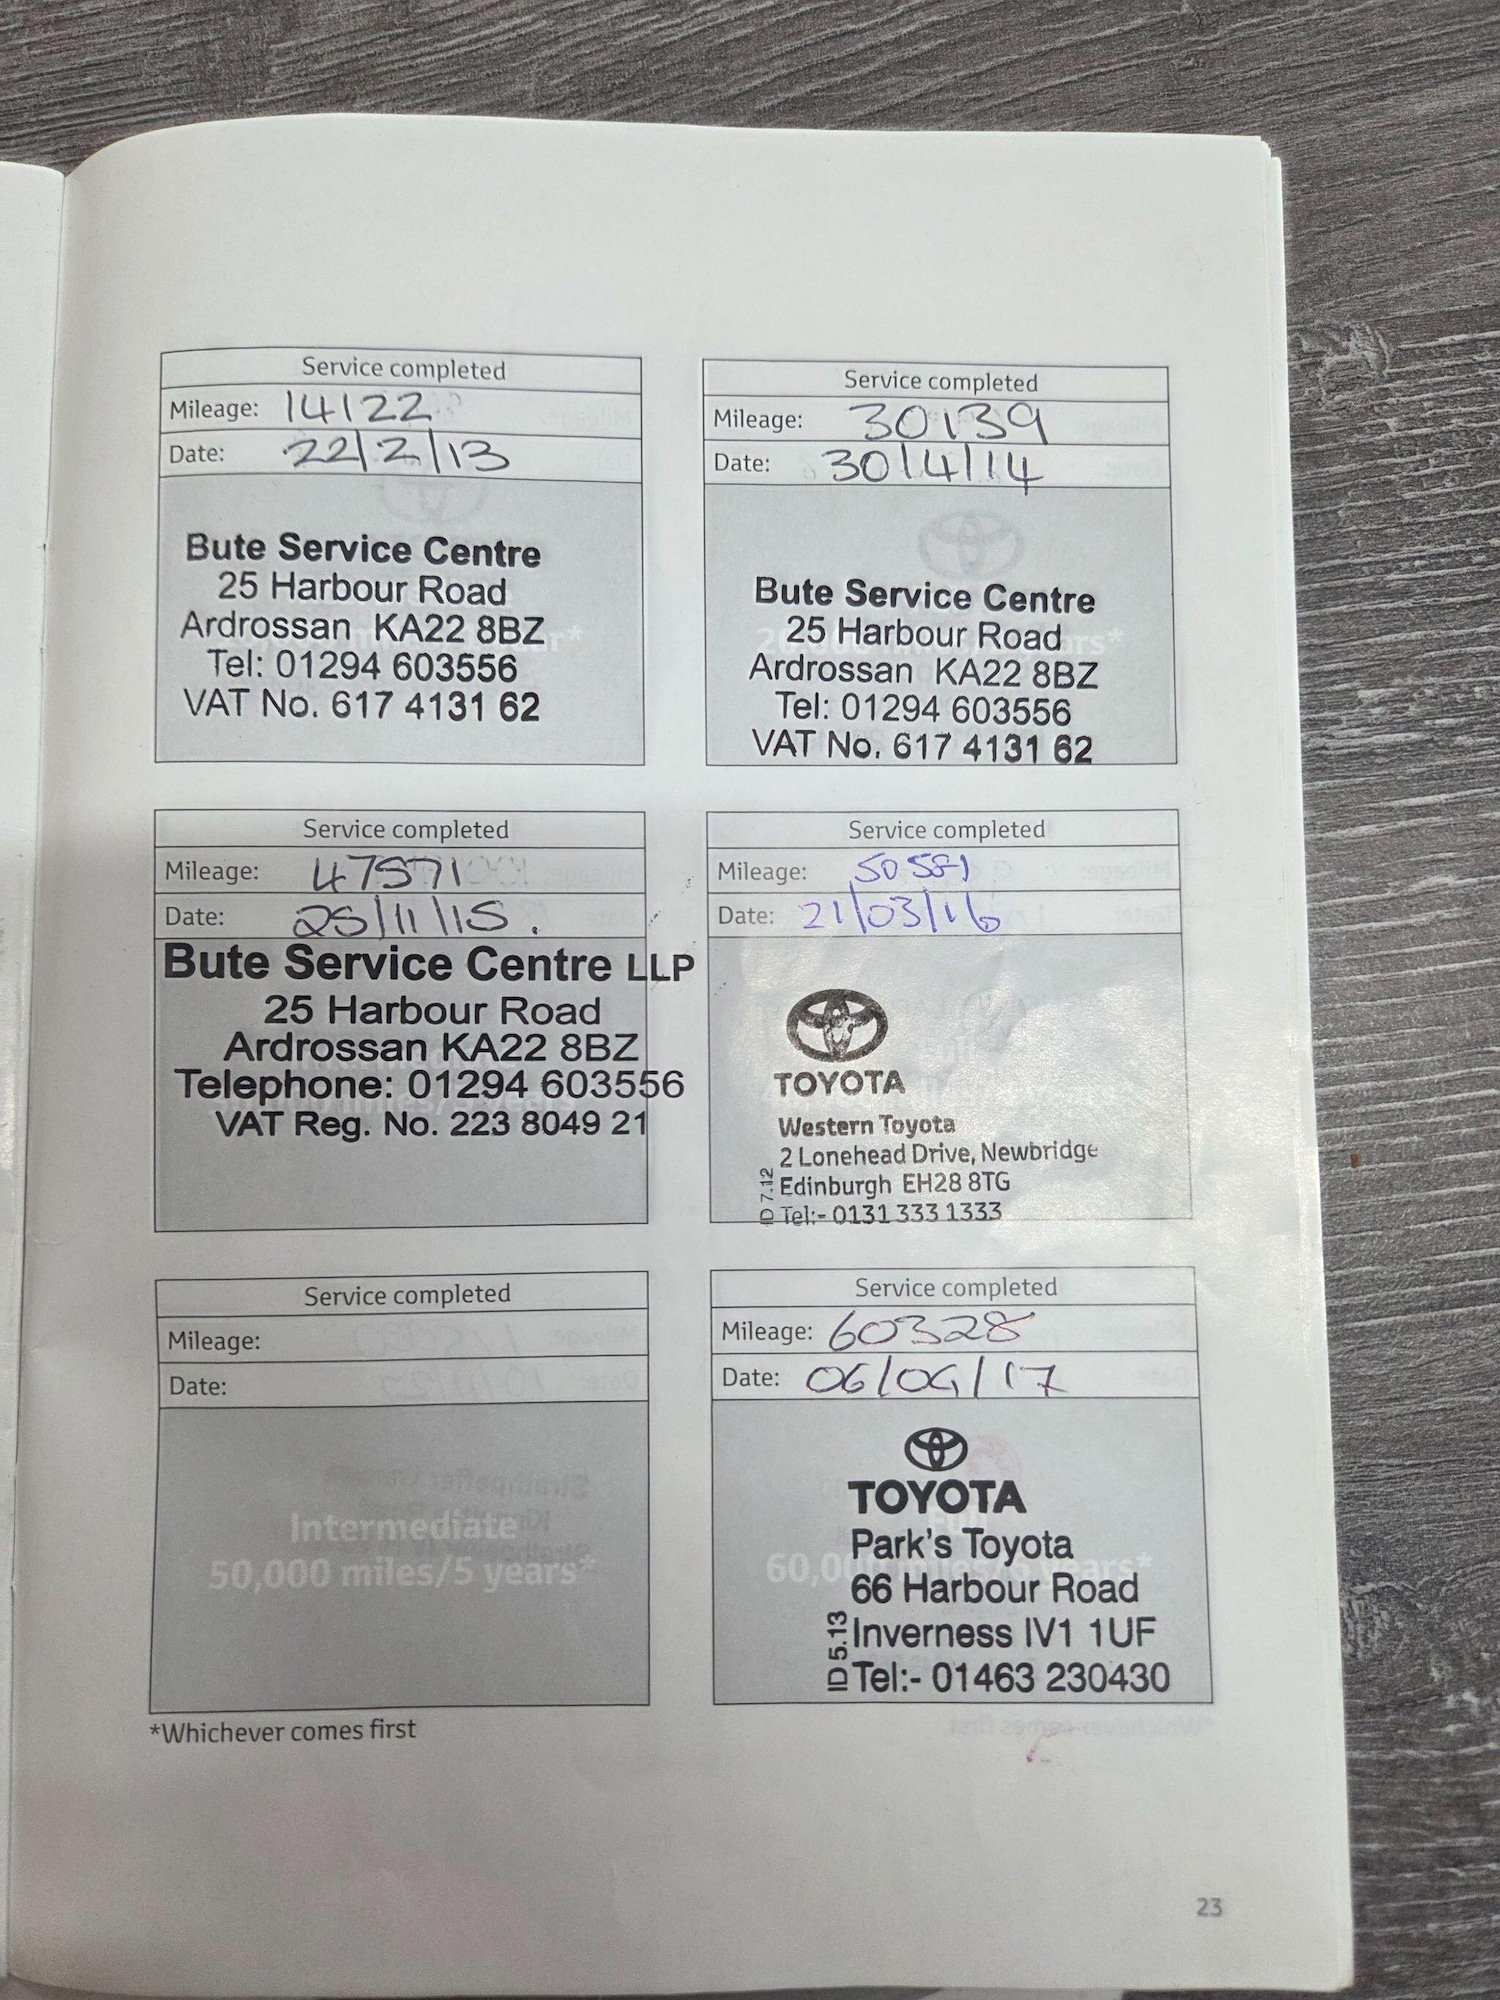 Service completed
Mileage: 14122
Date: 22/2/13
Bute Service Centre
25 Harbour Road
Ardrossan KA22 8BZ
Tel: 01294 603556
VAT No. 617 4131 62
Service completed
Mileage: 30139
Date: 30/4/14
Bute Service Centre
25 Harbour Road
Ardrossan KA22 8BZ
Tel: 01294 603556
VAT No. 617 4131 62
Service completed
Mileage: 47571
Date: 25/11/15.
Bute Service Centre LLP
25 Harbour Road
Ardrossan KA22 8BZ
Telephone: 01294 603556
VAT Reg. No. 223 8049 21
Service completed
Mileage: 50581
Date: 21/03/16
TOYOTA
Western Toyota
2 Lonehead Drive, Newbridge
Edinburgh EH28 8TG
Tel:- 0131 333 1333
ID 7.12
Service completed
Mileage:
Date:
Intermediate
50,000 miles/5 years*
Service completed
Mileage: 60328
Date: 06/04/17
60,000 miles/6 years*
TOYOTA
Park's Toyota
66 Harbour Road
Inverness IV1 1UF
Tel:- 01463 230430
ID 5.13
*Whichever comes first
23